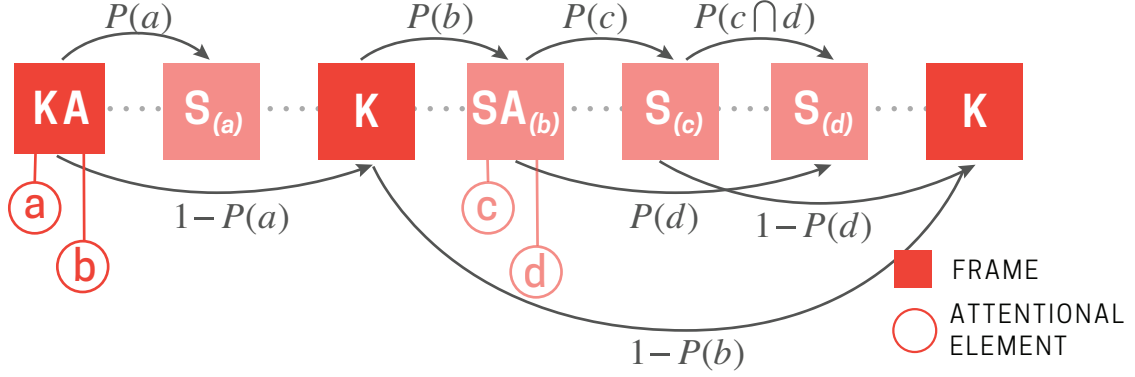 P(a)
P(b)
P(c)
P(c⋂d)
KA
S(a)
K
SA(b)
S(c)
S(d)
K
a
b
c
d
1−P(a)
P(d)
1−P(d)
1−P(b)
FRAME
ATTENTIONAL
ELEMENT